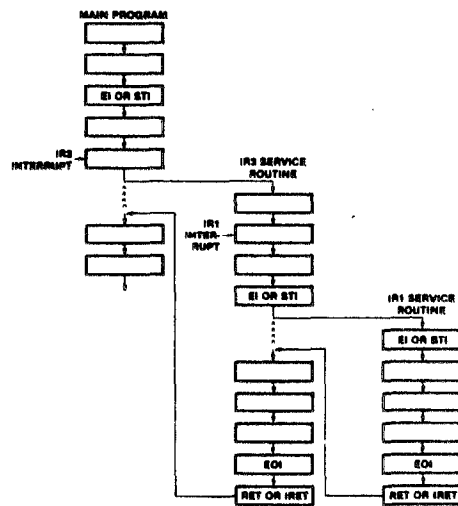 MAIN PROGRAM
EI OR STI
IR3
INTERRUPT
IR3 SERVICE
ROUTINE
IR1
INTER-
RUPT
EI OR STI
IR1 SERVICE
ROUTINE
EI OR STI
EOI
RET OR IRET
EOI
RET OR IRET